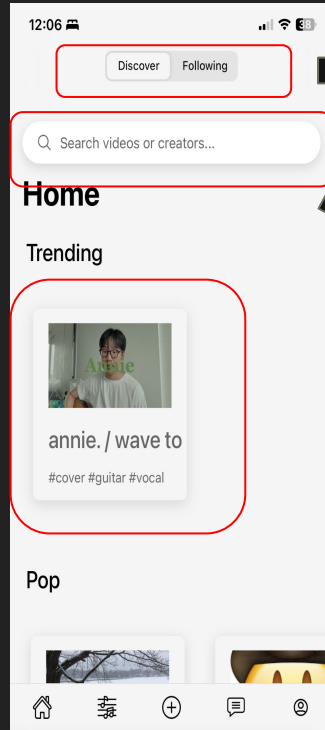 12:06
38
Discover Following
Search videos or creators...
Home
Trending
Annie
annie. / wave to
#cover #guitar #vocal
Pop